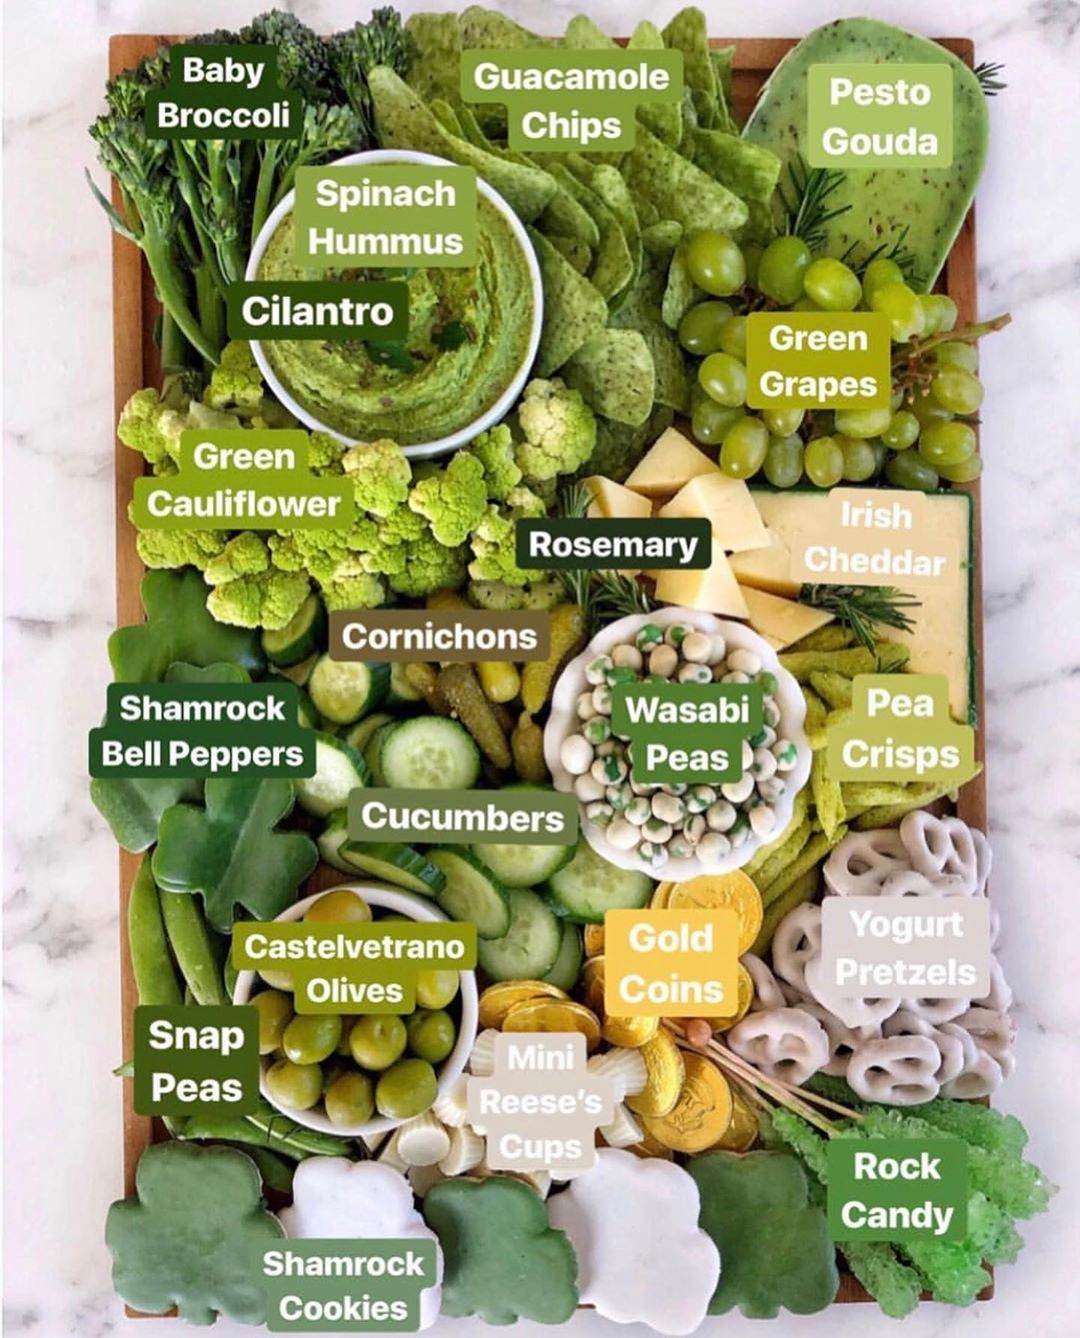 Baby
Broccoli
Guacamole
Chips
Pesto
Gouda
Spinach
Hummus
Cilantro
Green
Grapes
Green
Cauliflower
Irish
Cheddar
Rosemary
Cornichons
Shamrock
Bell Peppers
Wasabi
Peas
Pea
Crisps
Cucumbers
Castelvetrano
Olives
Gold
Coins
Yogurt
Pretzels
Snap
Peas
Mini
Reese's
Cups
Rock
Candy
Shamrock
Cookies